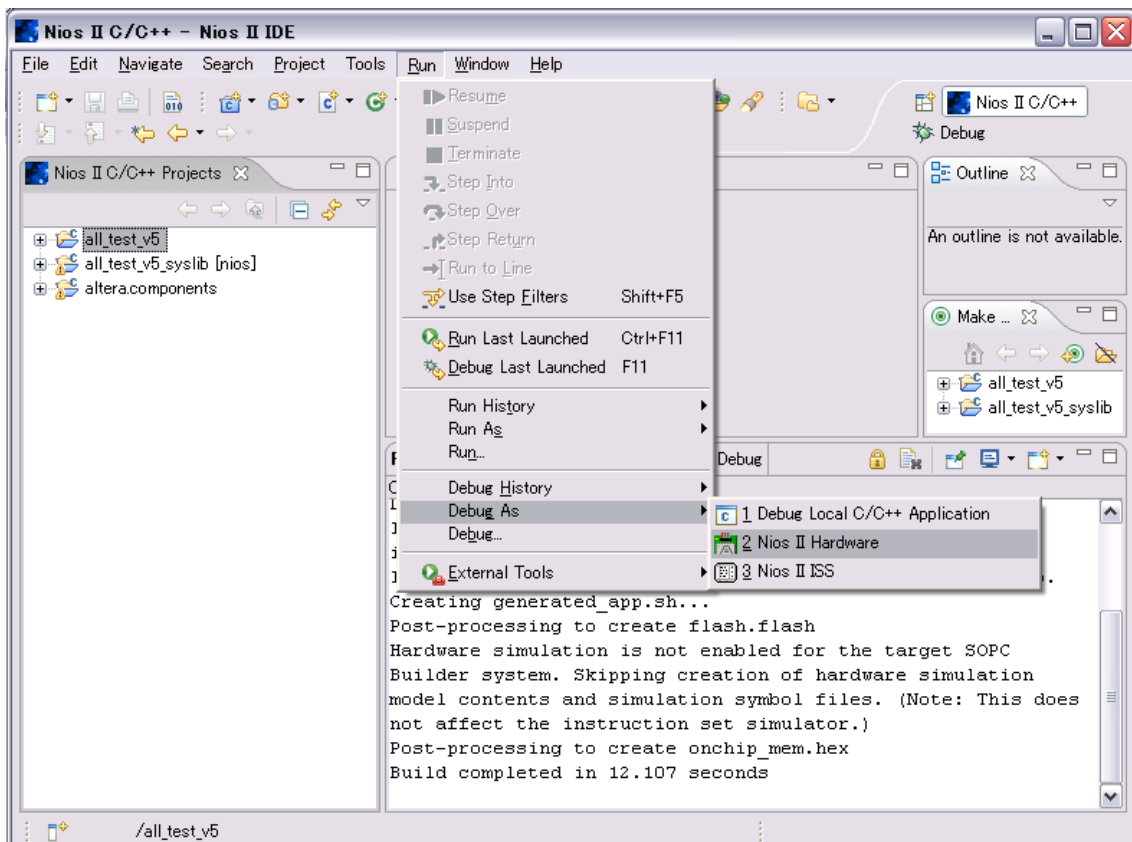 Nios II C/C++ - Nios II IDE
File Edit Navigate Search Project Tools Run Window Help
Nios II C/C++
Debug
Nios II C/C++ Projects
all_test_v5
all_test_v5_syslib [nios]
altera.components
Resume
Suspend
Terminate
Step Into
Step Over
Step Return
Run to Line
Use Step Filters Shift+F5
Run Last Launched Ctrl+F11
Debug Last Launched F11
Run History
Run As
Run...
Debug History
Debug As
Debug...
External Tools
1 Debug Local C/C++ Application
2 Nios II Hardware
3 Nios II ISS
Outline
An outline is not available.
Make ...
all_test_v5
all_test_v5_syslib
Debug
Creating generated_app.sh...
Post-processing to create flash.flash
Hardware simulation is not enabled for the target SOPC
Builder system. Skipping creation of hardware simulation
model contents and simulation symbol files. (Note: This does
not affect the instruction set simulator.)
Post-processing to create onchip_mem.hex
Build completed in 12.107 seconds
/all_test_v5